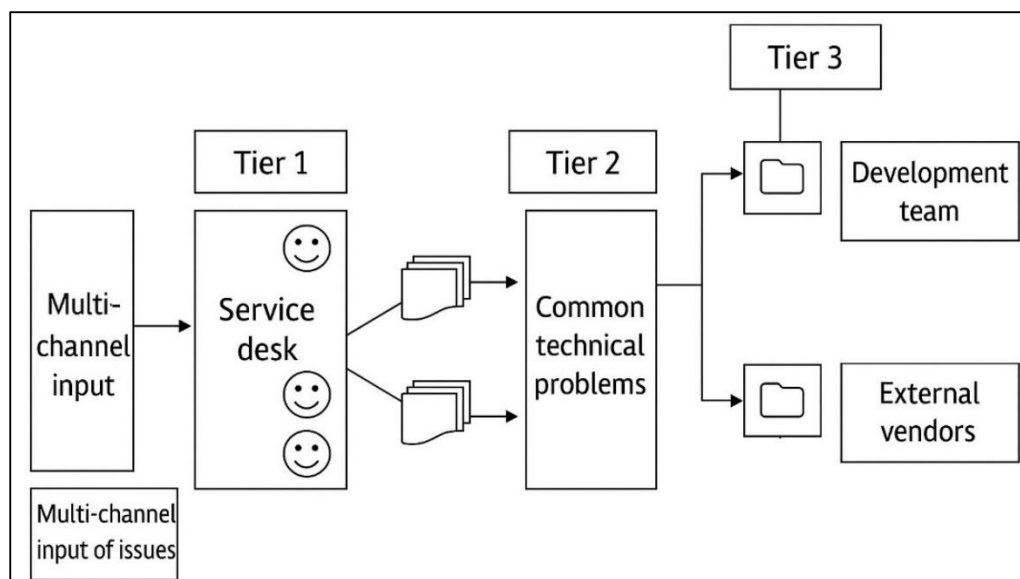 Tier 3
Tier 1
Tier 2
Development
team
Multi-
channel
input
Service
desk
Common
technical
problems
External
vendors
Multi-channel
input of issues